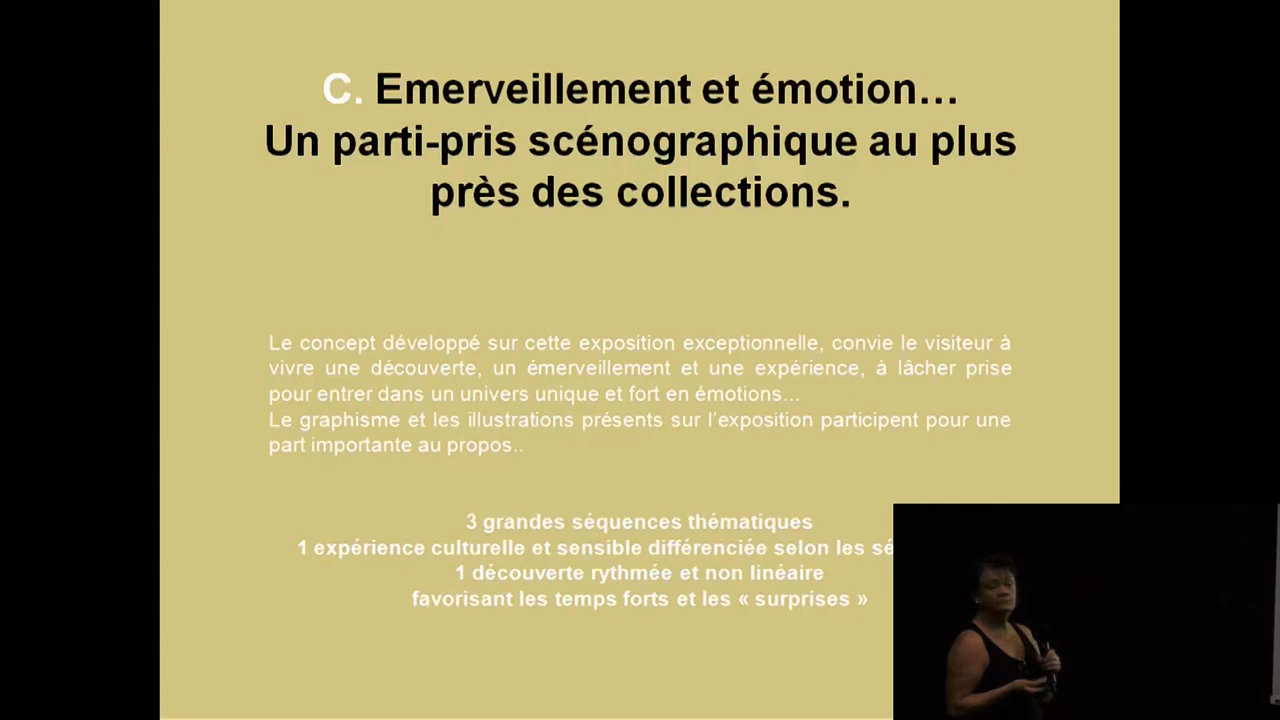 C. Emerveillement et émotion…
Un parti-pris scénographique au plus
près des collections.
Le concept développé sur cette exposition exceptionnelle, convie le visiteur à
vivre une découverte, un émerveillement et une expérience, à lâcher prise
pour entrer dans un univers unique et fort en émotions…
Le graphisme et les illustrations présents sur l'exposition participent pour une
part importante au propos..
3 grandes séquences thématiques
1 expérience culturelle et sensible différenciée selon les
1 découverte rythmée et non linéaire
favorisant les temps forts et les « surprises »